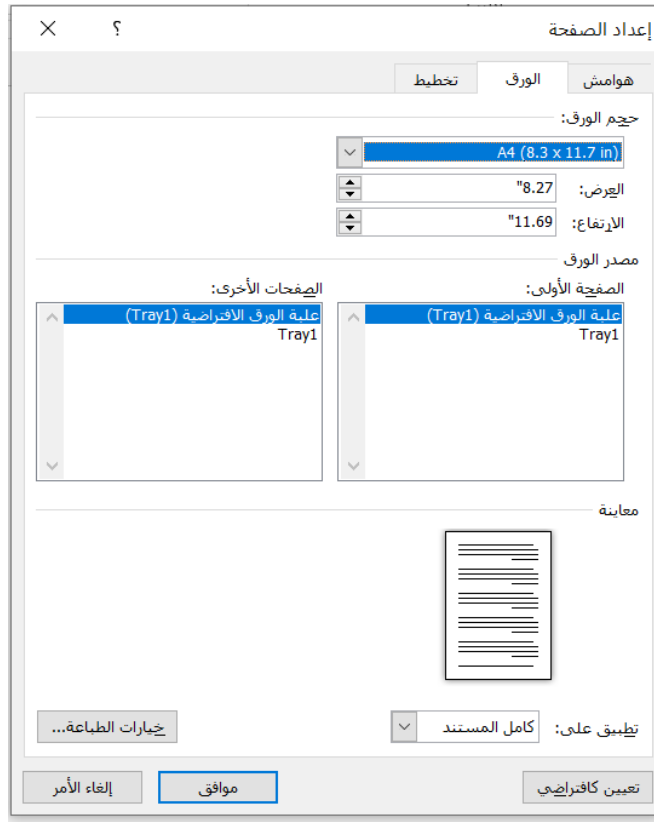 إعداد الصفحة
؟
هوامش
الورق
تخطيط
حجم الورق:
A4 (8.3 x 11.7 in)
العرض: 8.27"
الارتفاع: 11.69"
مصدر الورق
الصفحة الأولى:
علبة الورق الافتراضية (Tray1)
Tray1
الصفحات الأخرى:
علبة الورق الافتراضية (Tray1)
Tray1
معاينة
تطبيق على: كامل المستند
خيارات الطباعة...
تعيين كافتراضي
موافق
إلغاء الأمر